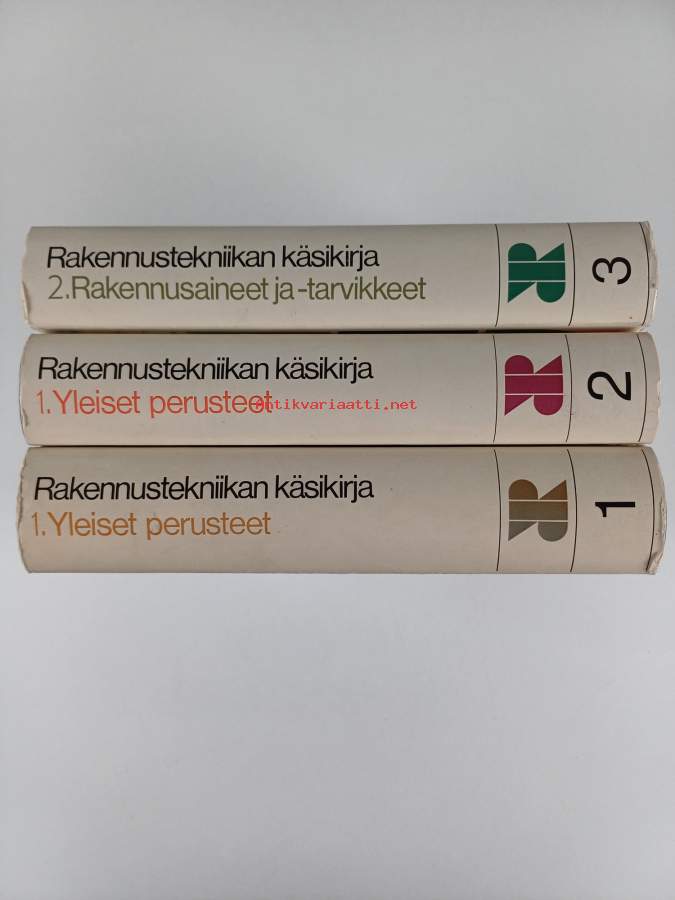 Rakennustekniikan käsikirja
2.Rakennusaineet ja -tarvikkeet
3
Rakennustekniikan käsikirja
1.Yleiset perusteet
2
Antikvariaatti.net
Rakennustekniikan käsikirja
1.Yleiset perusteet
1